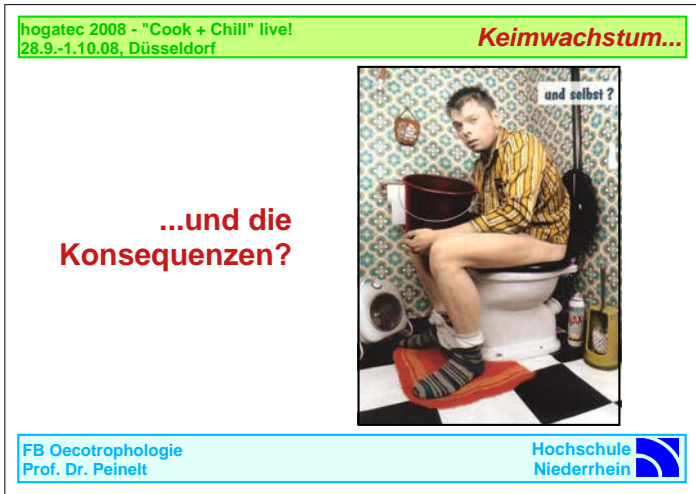 hogatec 2008 - "Cook + Chill" live!
28.9.-1.10.08, Düsseldorf
Keimwachstum...
und selbst ?
...und die
Konsequenzen?
AJAX
FB Oecotrophologie
Prof. Dr. Peinelt
Hochschule
Niederrhein